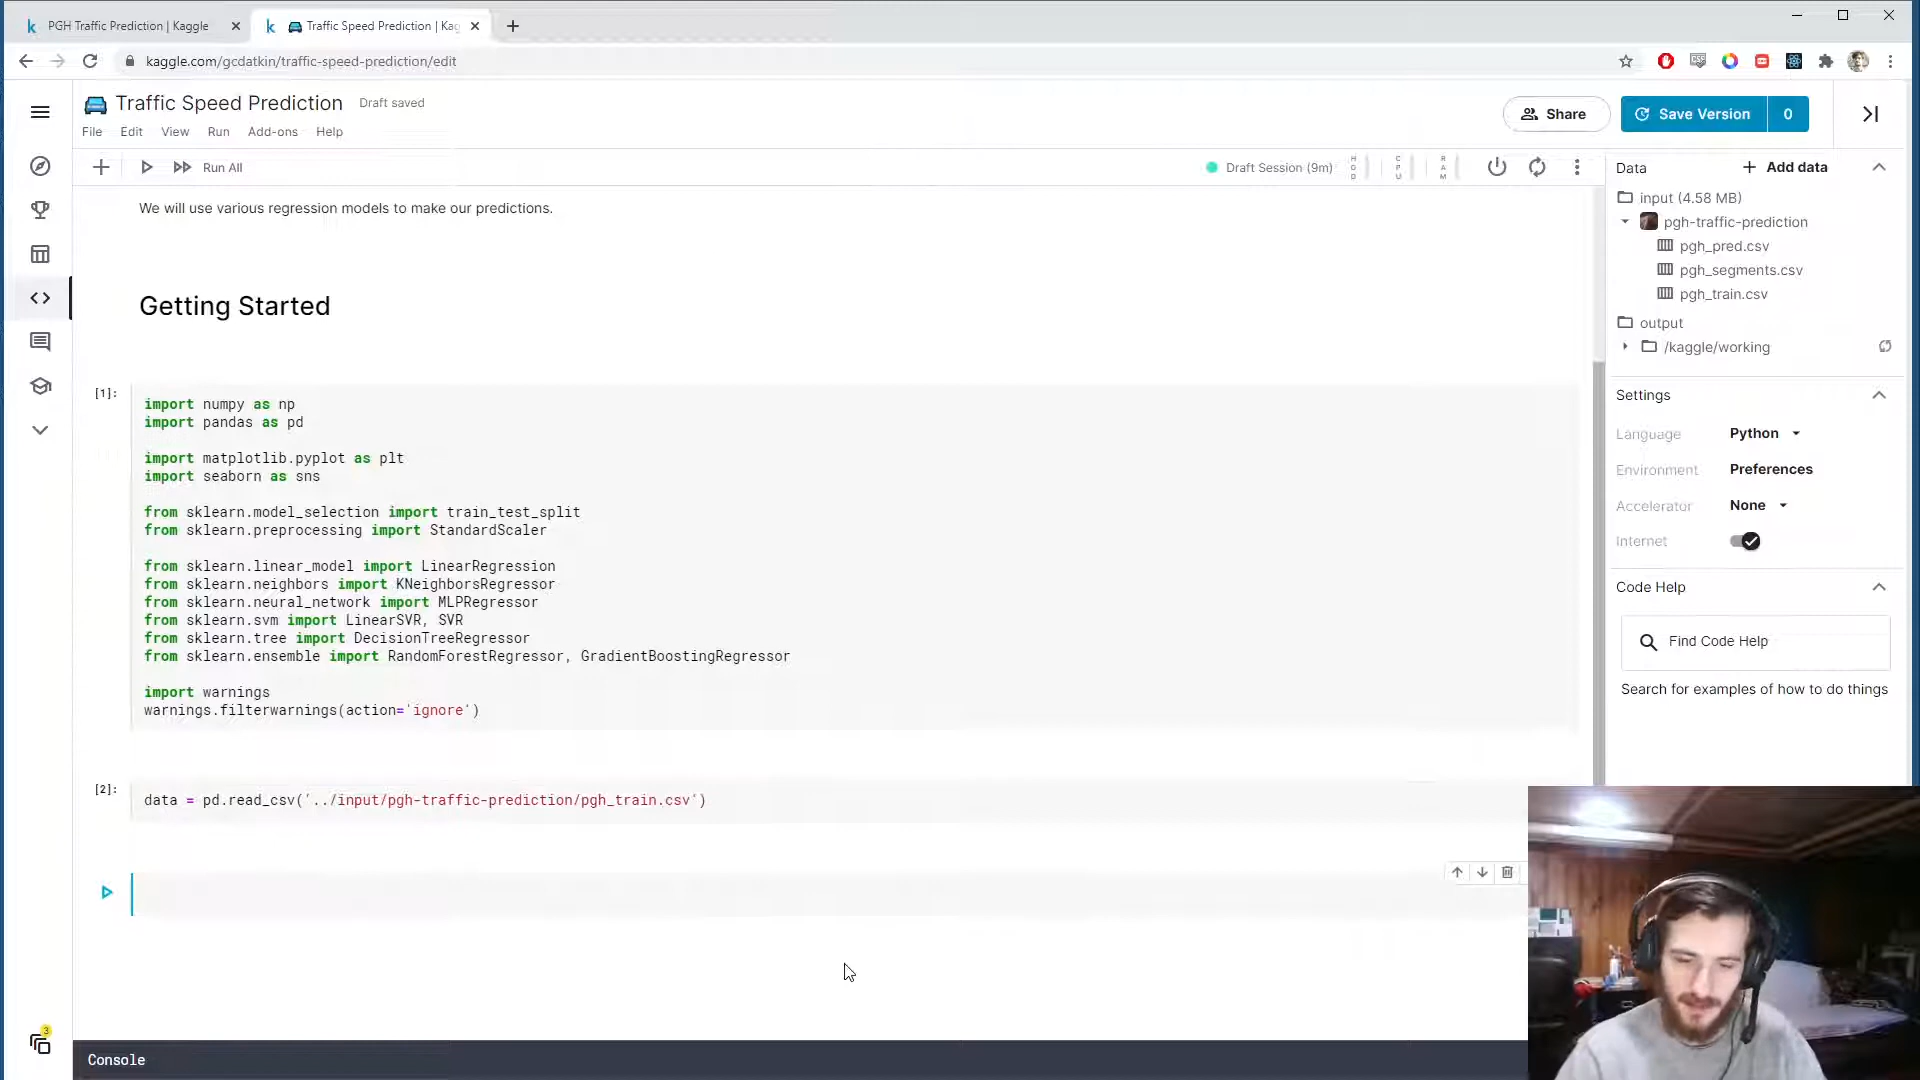 PGH Traffic Prediction | Kaggle
Traffic Speed Prediction | Kag
kaggle.com/gcdatkin/traffic-speed-prediction/edit
Traffic Speed Prediction Draft saved
File Edit View Run Add-ons Help
Share
Save Version 0
Run All
Draft Session (9m)
HDD
CPU
RAM
We will use various regression models to make our predictions.
Getting Started
[1]:
import numpy as np
import pandas as pd
import matplotlib.pyplot as plt
import seaborn as sns
from sklearn.model_selection import train_test_split
from sklearn.preprocessing import StandardScaler
from sklearn.linear_model import LinearRegression
from sklearn.neighbors import KNeighborsRegressor
from sklearn.neural_network import MLPRegressor
from sklearn.svm import LinearSVR, SVR
from sklearn.tree import DecisionTreeRegressor
from sklearn.ensemble import RandomForestRegressor, GradientBoostingRegressor
import warnings
warnings.filterwarnings(action='ignore')
[2]:
data = pd.read_csv('../input/pgh-traffic-prediction/pgh_train.csv')
Data
Add data
input (4.58 MB)
pgh-traffic-prediction
pgh_pred.csv
pgh_segments.csv
pgh_train.csv
output
/kaggle/working
Settings
Language Python
Environment Preferences
Accelerator None
Internet
Code Help
Find Code Help
Search for examples of how to do things
3
Console